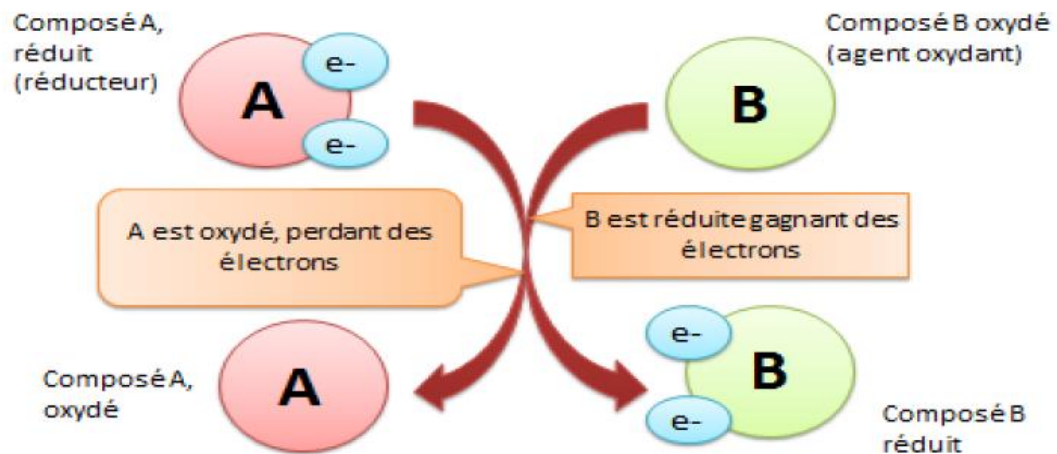 Composé A,
réduit
(réducteur)
A
e-
e-
Composé B oxydé
(agent oxydant)
B
A est oxydé, perdant des
électrons
B est réduite gagnant des
électrons
Composé A,
oxydé
A
e-
e-
B
Composé B
réduit